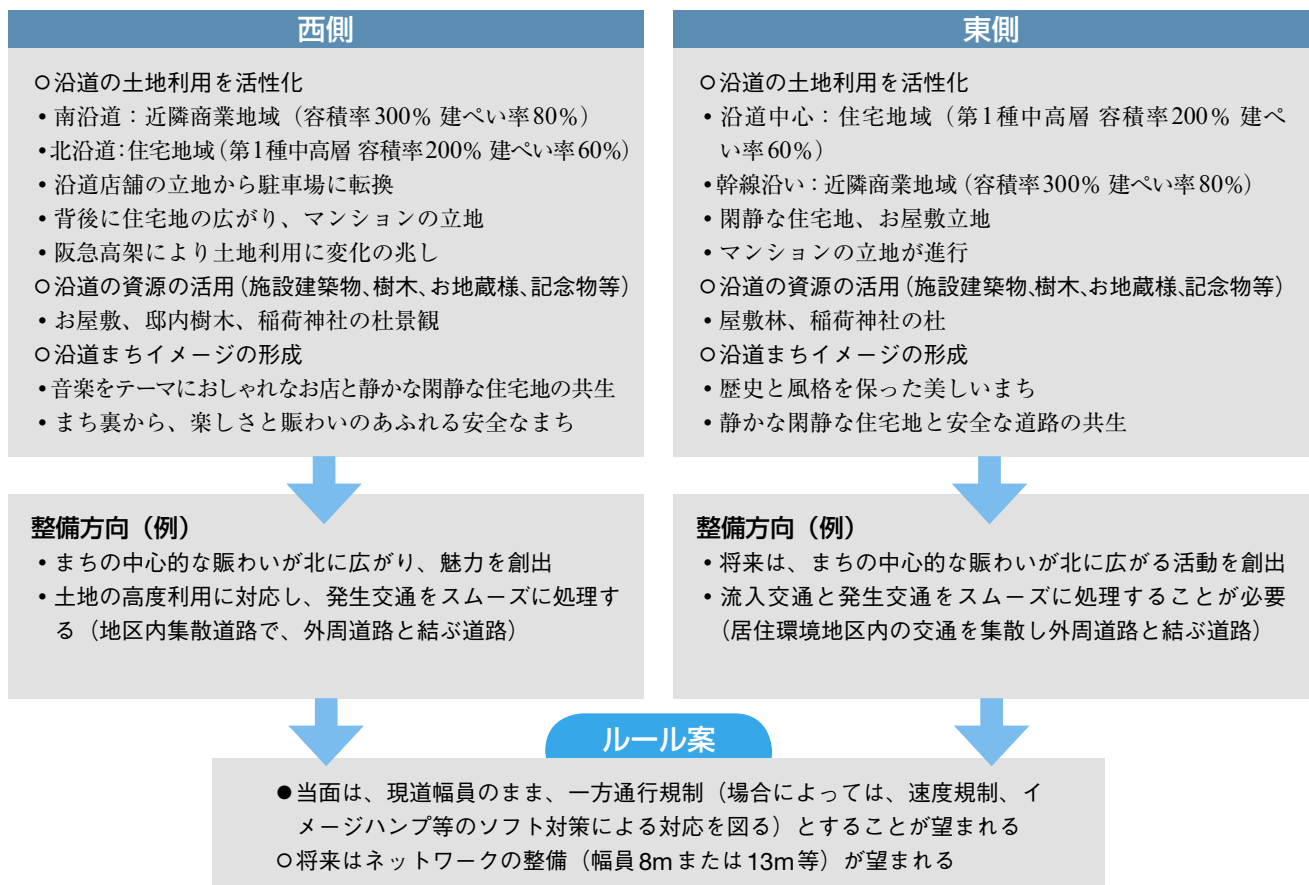 西側
○沿道の土地利用を活性化
•南沿道：近隣商業地域（容積率300% 建ぺい率80%）
•北沿道：住宅地域（第1種中高層 容積率200% 建ぺい率60%）
•沿道店舗の立地から駐車場に転換
•背後に住宅地の広がり、マンションの立地
•阪急高架により土地利用に変化の兆し
○沿道の資源の活用（施設建築物、樹木、お地蔵様、記念物等）
•お屋敷、邸内樹木、稲荷神社の杜景観
○沿道まちイメージの形成
•音楽をテーマにおしゃれなお店と静かな閑静な住宅地の共生
•まち裏から、楽しさと賑わいのあふれる安全なまち
東側
○沿道の土地利用を活性化
•沿道中心：住宅地域（第1種中高層 容積率200% 建ぺ
い率60%）
•幹線沿い：近隣商業地域（容積率300% 建ぺい率80%）
•閑静な住宅地、お屋敷立地
•マンションの立地が進行
○沿道の資源の活用（施設建築物、樹木、お地蔵様、記念物等）
•屋敷林、稲荷神社の杜
○沿道まちイメージの形成
•歴史と風格を保った美しいまち
•静かな閑静な住宅地と安全な道路の共生
整備方向（例）
•まちの中心的な賑わいが北に広がり、魅力を創出
•土地の高度利用に対応し、発生交通をスムーズに処理す
る（地区内集散道路で、外周道路と結ぶ道路）
整備方向（例）
•将来は、まちの中心的な賑わいが北に広がる活動を創出
•流入交通と発生交通をスムーズに処理することが必要
（居住環境地区内の交通を集散し外周道路と結ぶ道路）
ルール案
●当面は、現道幅員のまま、一方通行規制（場合によっては、速度規制、イ
メージハンプ等のソフト対策による対応を図る）とすることが望まれる
○将来はネットワークの整備（幅員8mまたは13m等）が望まれる